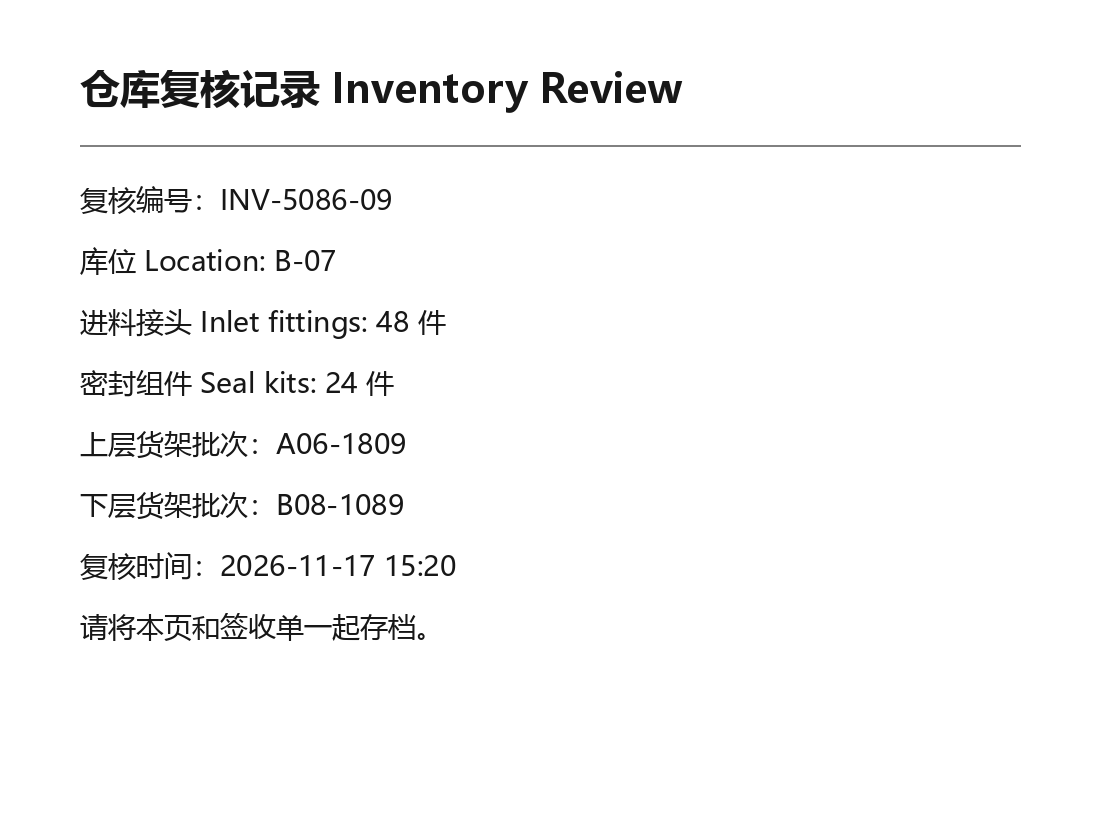 仓库复核记录 Inventory Review
复核编号：INV-5086-09
库位 Location: B-07
进料接头 Inlet fittings: 48 件
密封组件 Seal kits: 24 件
上层货架批次：A06-1809
下层货架批次：B08-1089
复核时间：2026-11-17 15:20
请将本页和签收单一起存档。